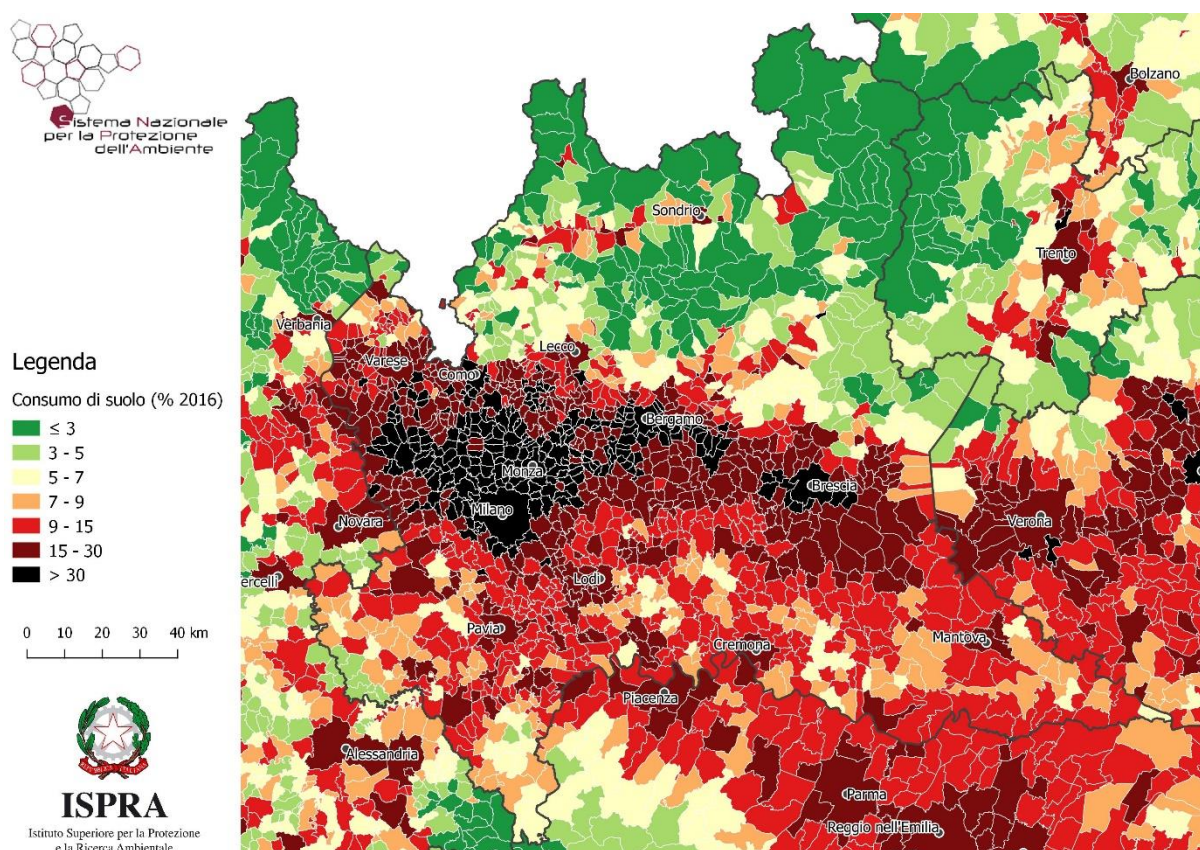 Sistema Nazionale
per la Protezione
dell'Ambiente
Legenda
Consumo di suolo (% 2016)
≤ 3
3 - 5
5 - 7
7 - 9
9 - 15
15 - 30
> 30
0 10 20 30 40 km
ISPRA
Istituto Superiore per la Protezione
e la Ricerca Ambientale
Bolzano
Sondrio
Trento
Verbania
Lecco
Varese
Como
Bergamo
Monza
Brescia
Milano
Novara
Verona
ercelli
Lodi
Pavia
Mantova
Cremona
Piacenza
Alessandria
Parma
Reggio nell'Emilia